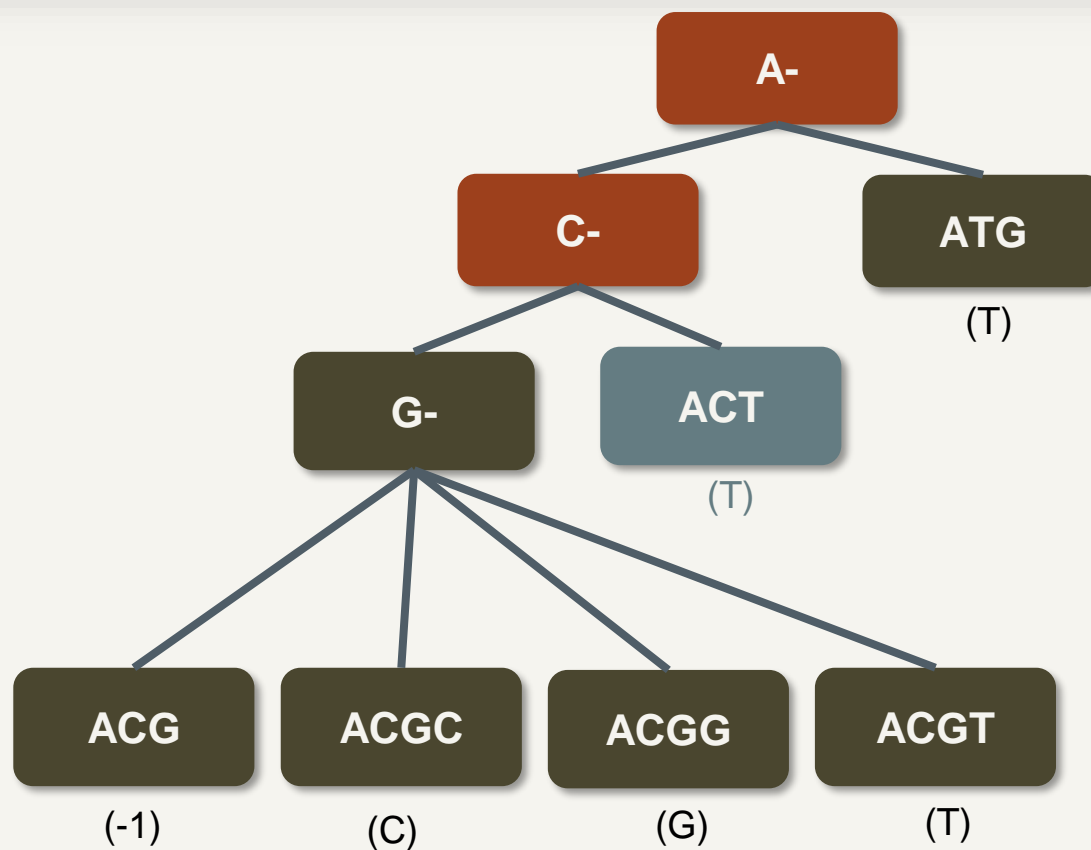 A-
C-
ATG
(T)
G-
ACT
(T)
ACG
ACGC
ACGG
ACGT
(-1)
(C)
(G)
(T)